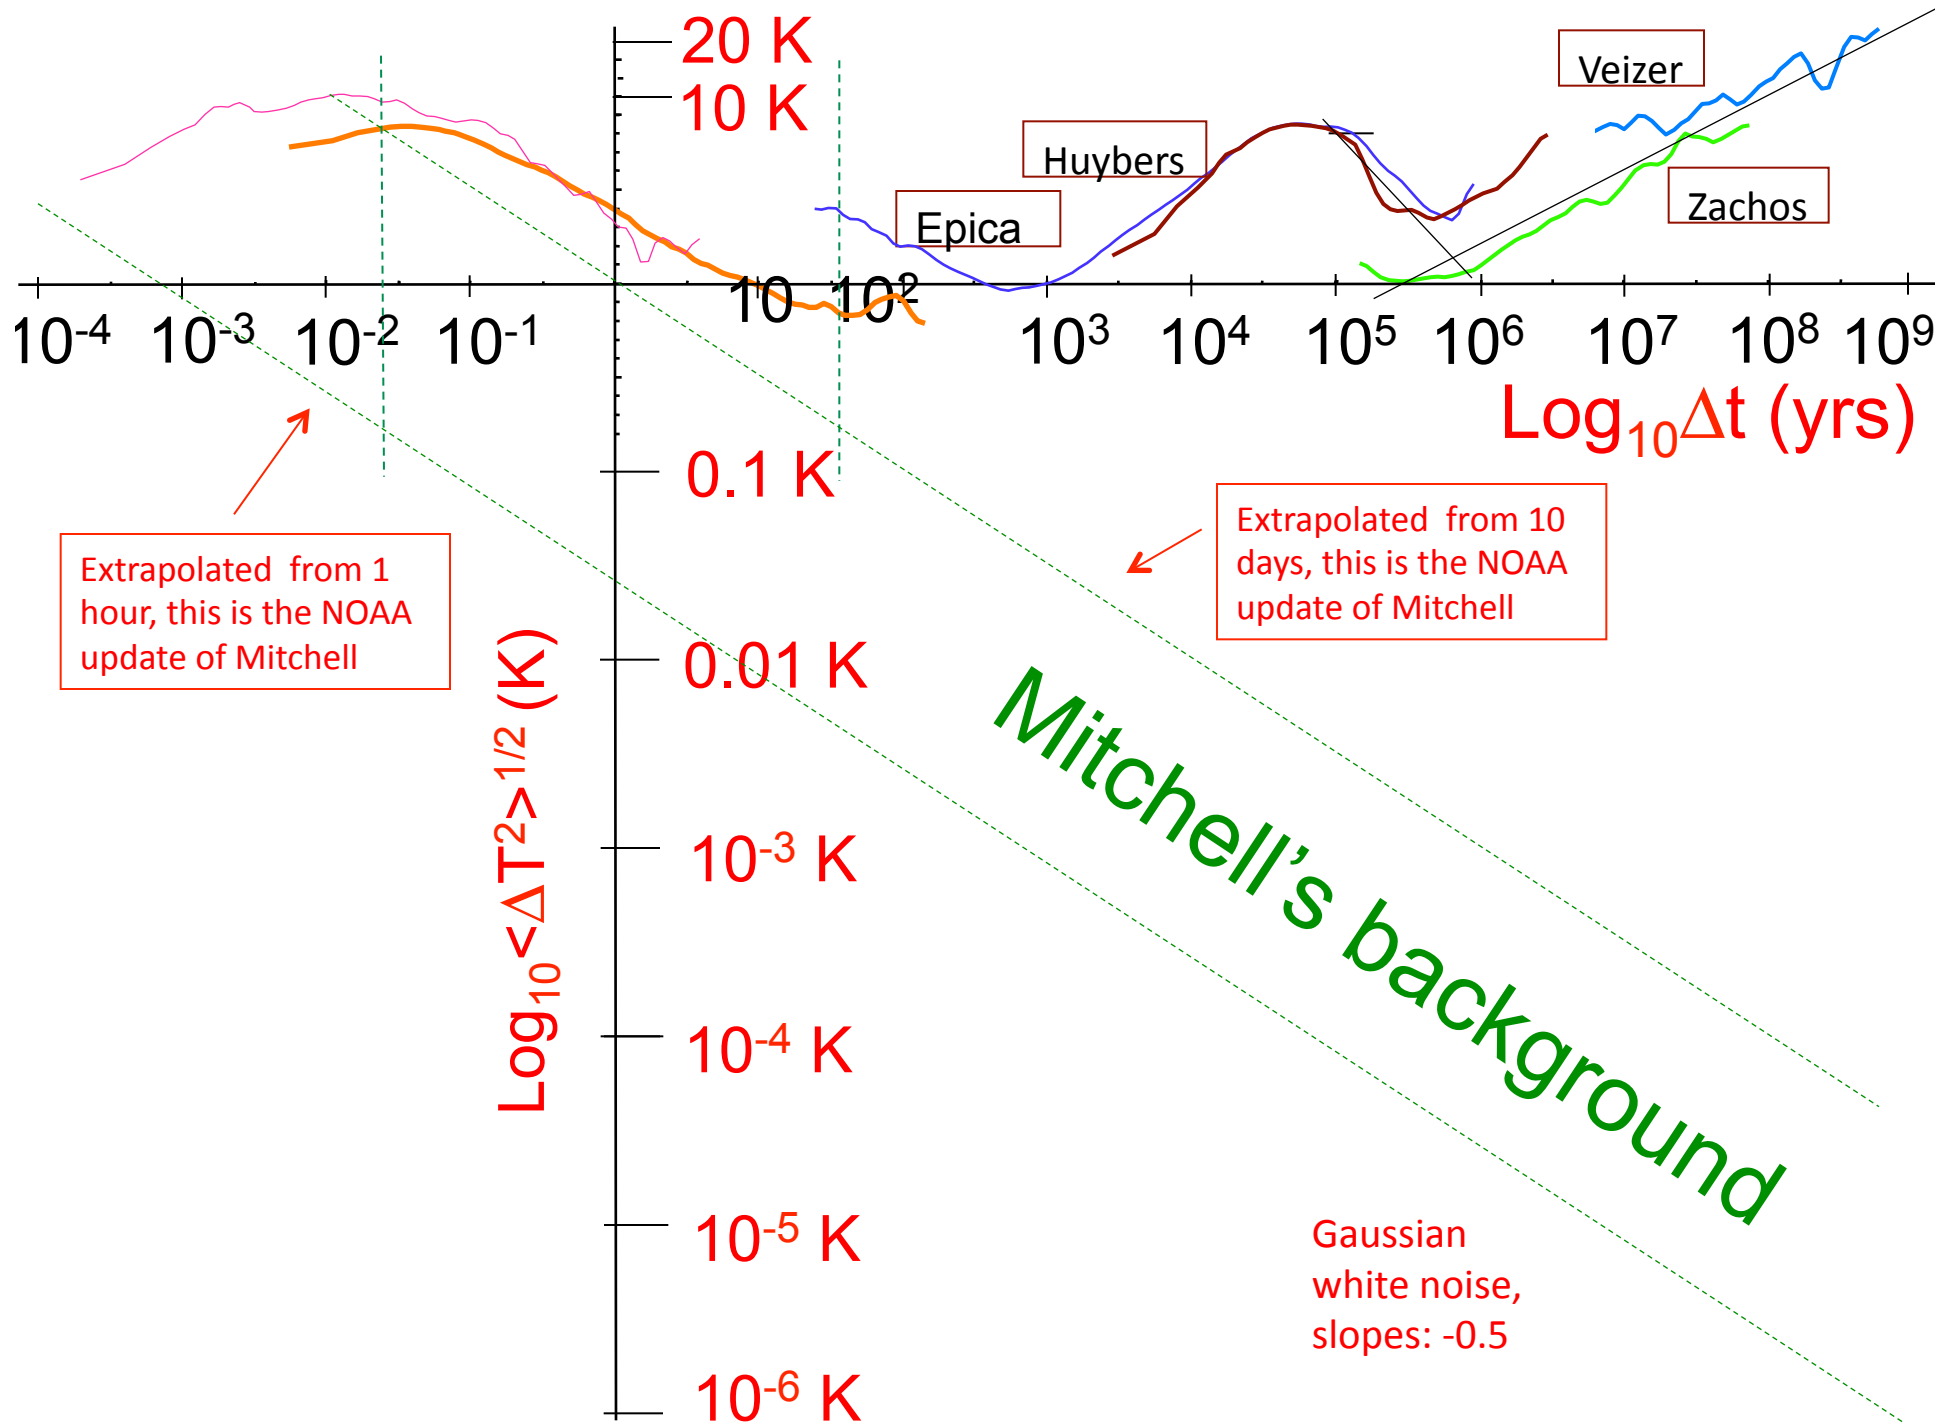 20 K
10 K
Veizer
Huybers
Zachos
Epica
10⁻⁴ 10⁻³ 10⁻² 10⁻¹ 10 10² 10³ 10⁴ 10⁵ 10⁶ 10⁷ 10⁸ 10⁹
Log₁₀Δt (yrs)
0.1 K
Extrapolated from 1
hour, this is the NOAA
update of Mitchell
Extrapolated from 10
days, this is the NOAA
update of Mitchell
0.01 K
Log₁₀<ΔT²>^1/2 (K)
Mitchell's background
10⁻³ K
10⁻⁴ K
10⁻⁵ K
Gaussian
white noise,
slopes: -0.5
10⁻⁶ K